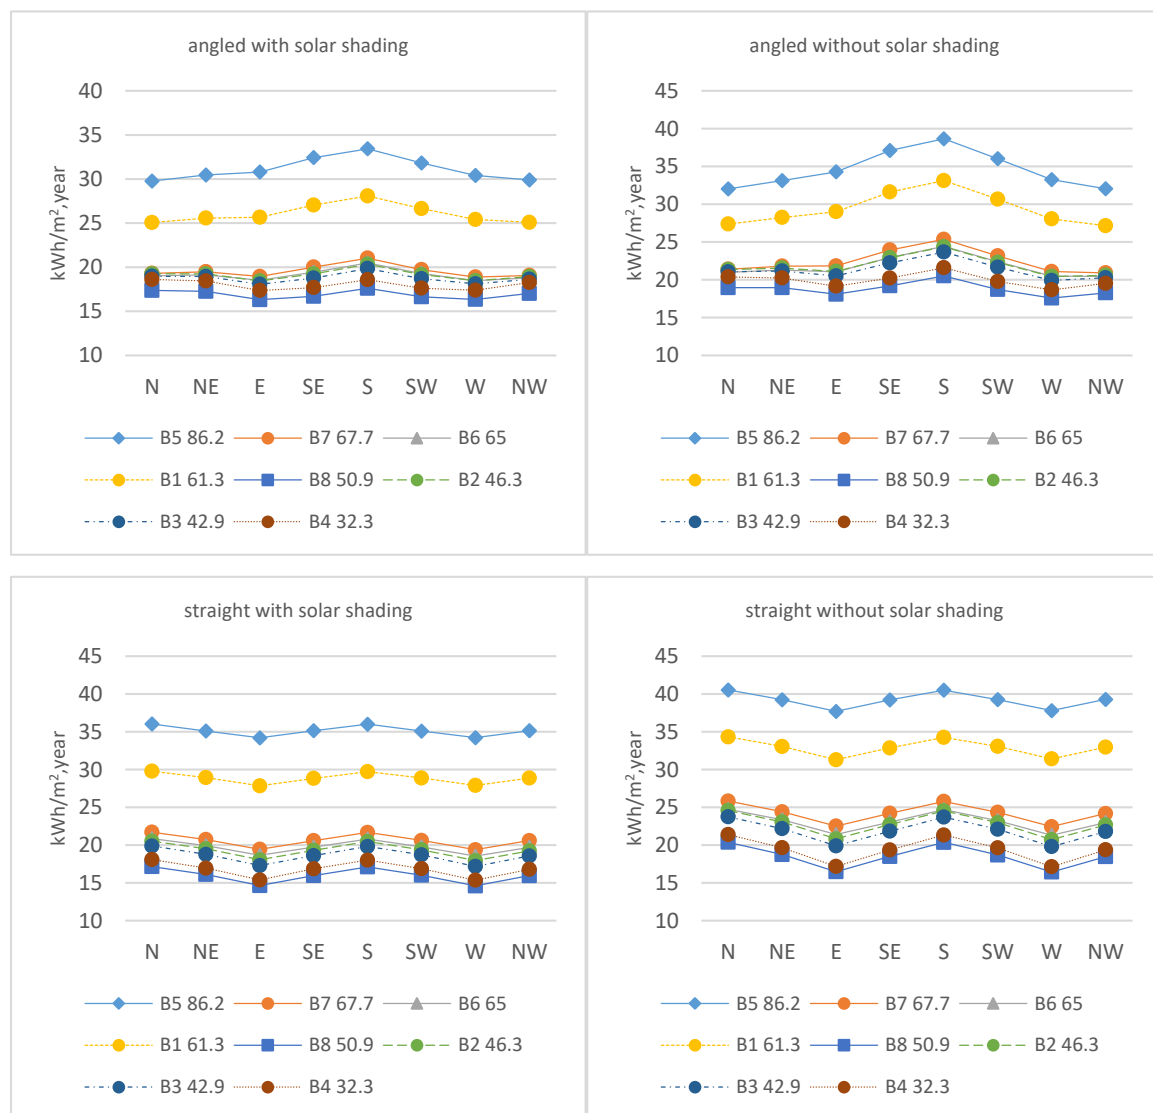 angled with solar shading
kWh/m²,year
40
35
30
25
20
15
10
N NE E SE S SW W NW
B5 86.2 B7 67.7 B6 65
B1 61.3 B8 50.9 B2 46.3
B3 42.9 B4 32.3
angled without solar shading
kWh/m²,year
45
40
35
30
25
20
15
10
N NE E SE S SW W NW
B5 86.2 B7 67.7 B6 65
B1 61.3 B8 50.9 B2 46.3
B3 42.9 B4 32.3
straight with solar shading
kWh/m²,year
45
40
35
30
25
20
15
10
N NE E SE S SW W NW
B5 86.2 B7 67.7 B6 65
B1 61.3 B8 50.9 B2 46.3
B3 42.9 B4 32.3
straight without solar shading
kWh/m²,year
45
40
35
30
25
20
15
10
N NE E SE S SW W NW
B5 86.2 B7 67.7 B6 65
B1 61.3 B8 50.9 B2 46.3
B3 42.9 B4 32.3